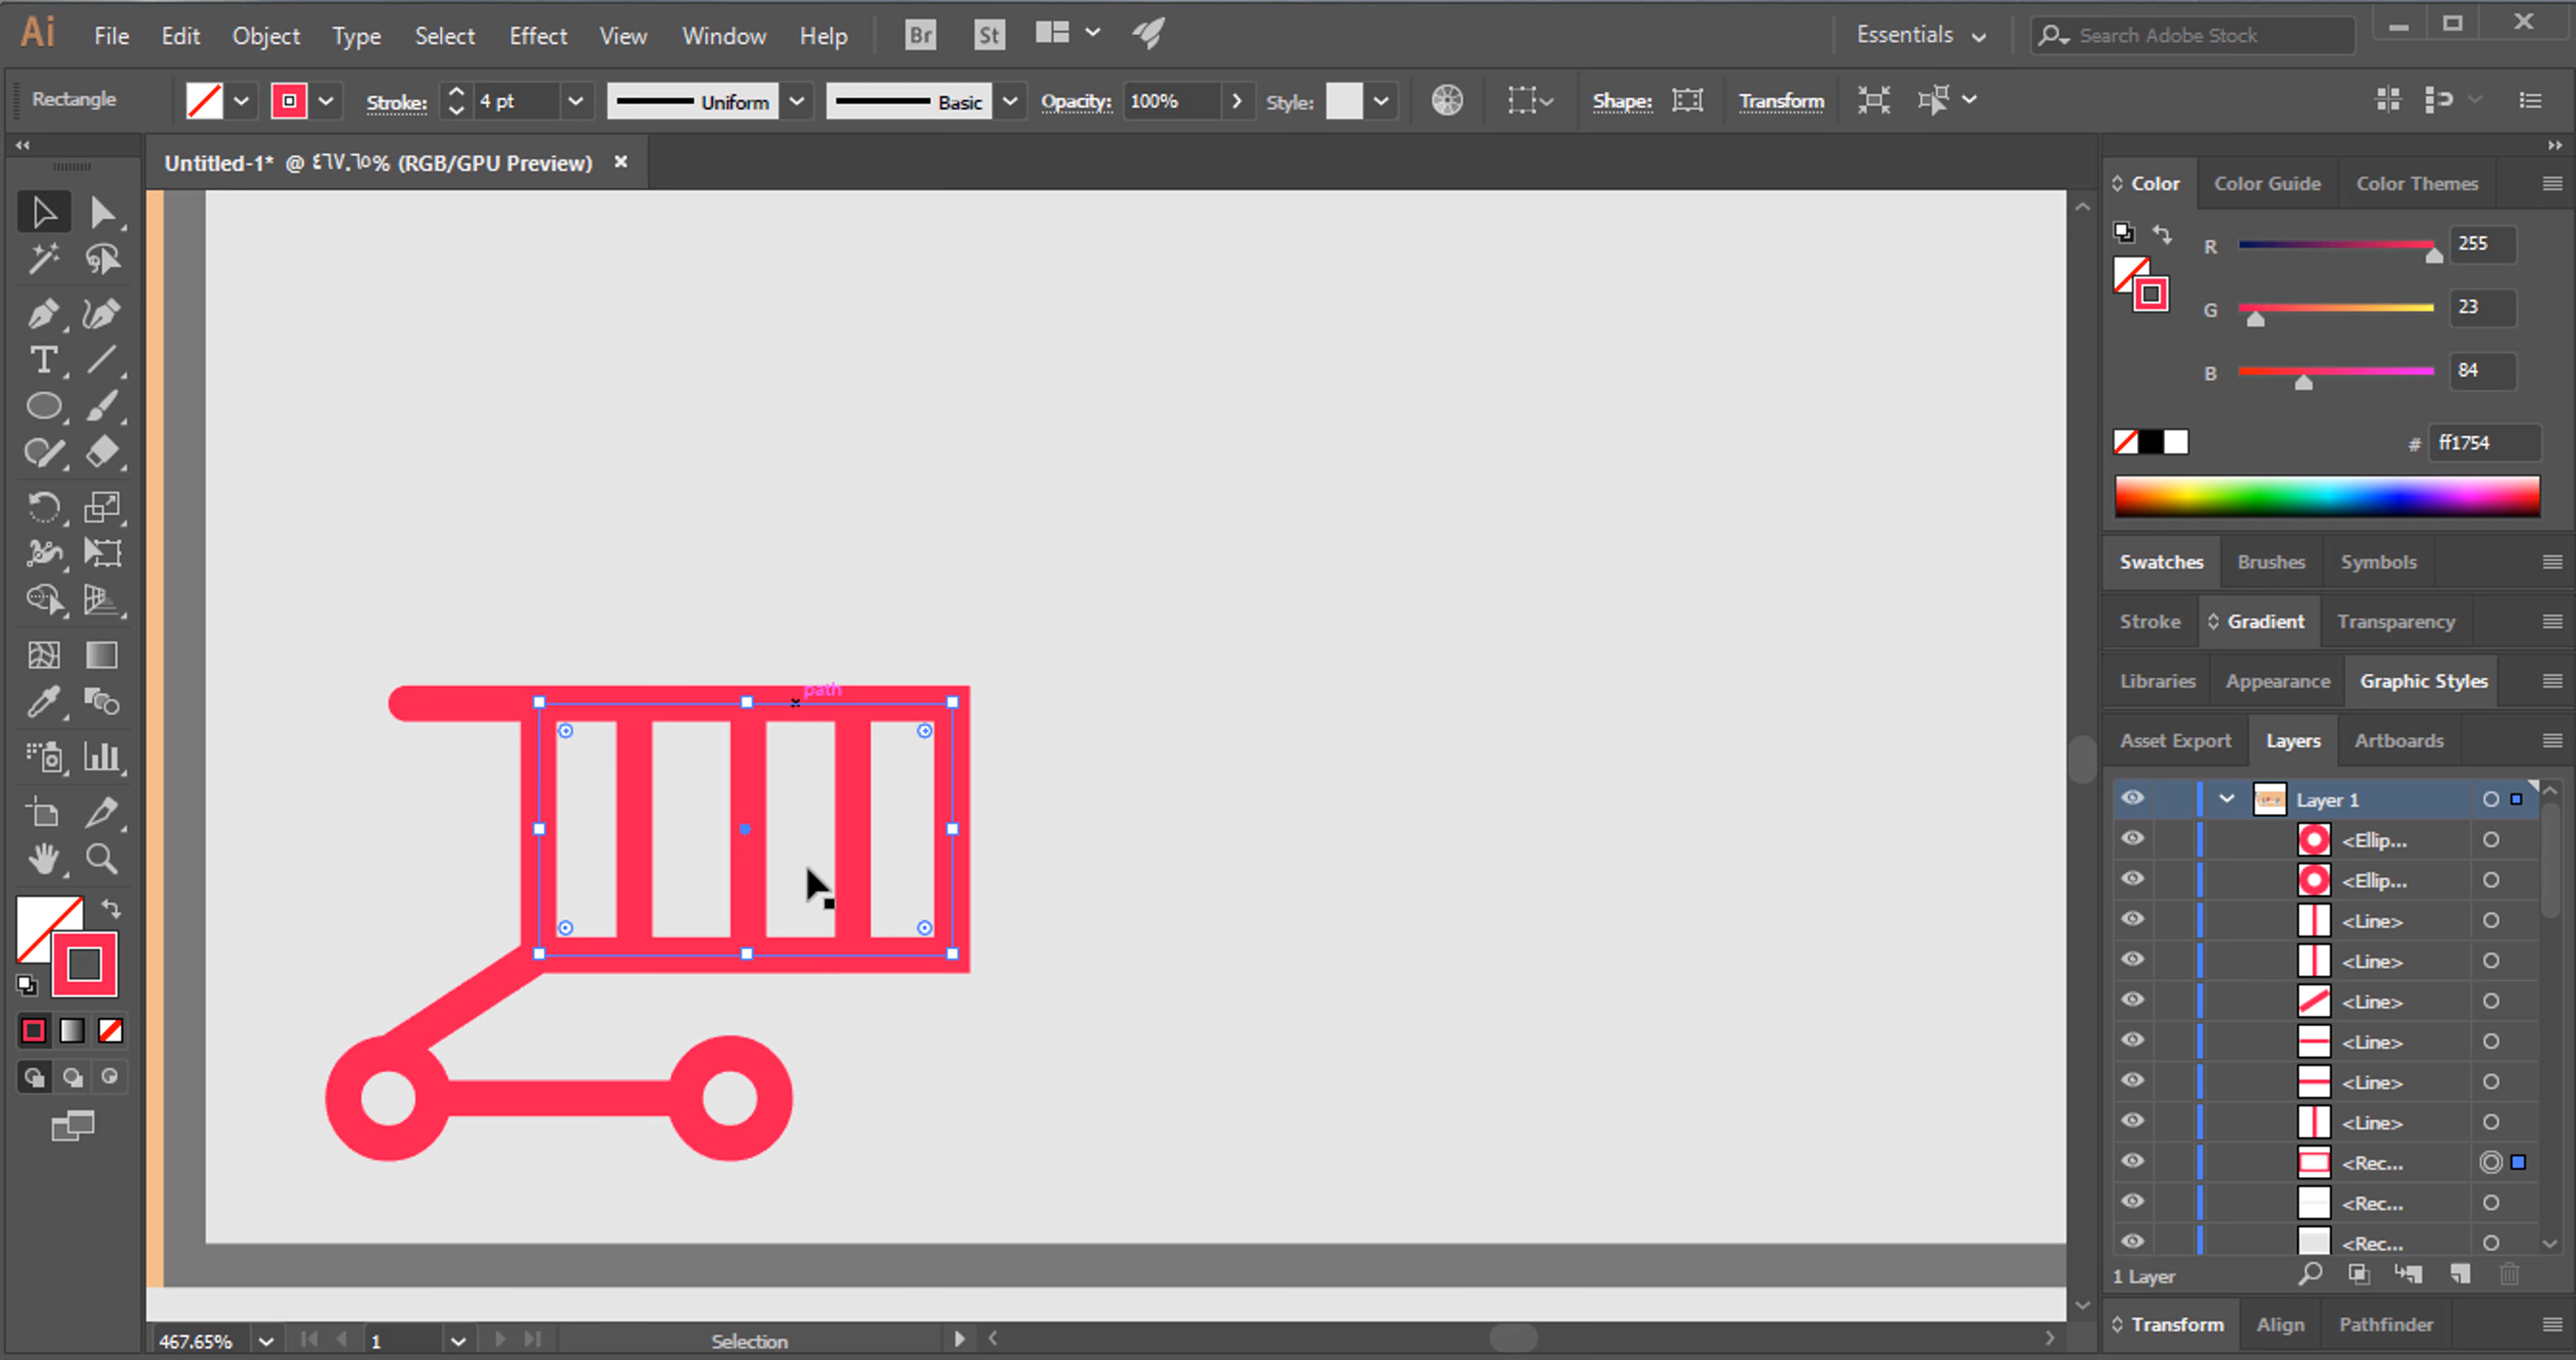 Ai File Edit Object Type Select Effect View Window Help Br St Essentials Search Adobe Stock
Rectangle Stroke: 4 pt Uniform Basic Opacity: 100% Style: Shape: Transform
Untitled-1* @ ٤٦٧.٦٥% (RGB/GPU Preview) ×
Color Color Guide Color Themes
R 255
G 23
B 84
# ff1754
Swatches Brushes Symbols
Stroke Gradient Transparency
Libraries Appearance Graphic Styles
path
Asset Export Layers Artboards
Layer 1
<Ellip...
<Ellip...
<Line>
<Line>
<Line>
<Line>
<Line>
<Line>
<Rec...
<Rec...
<Rec...
1 Layer
Transform Align Pathfinder
467.65% 1 Selection